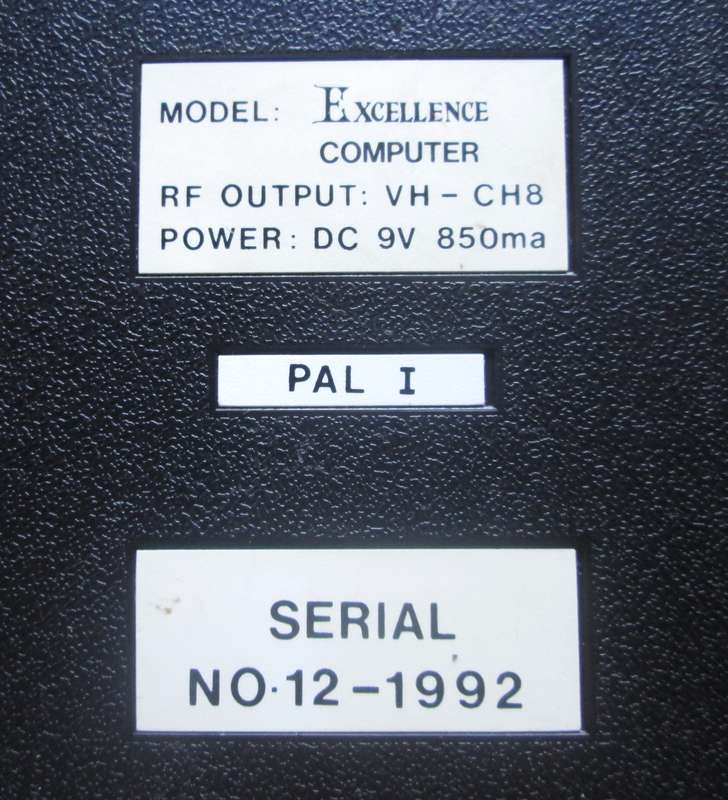 MODEL: EXCELLENCE
COMPUTER
RF OUTPUT: VH - CH8
POWER: DC 9V 850ma
PAL I
SERIAL
NO·12-1992